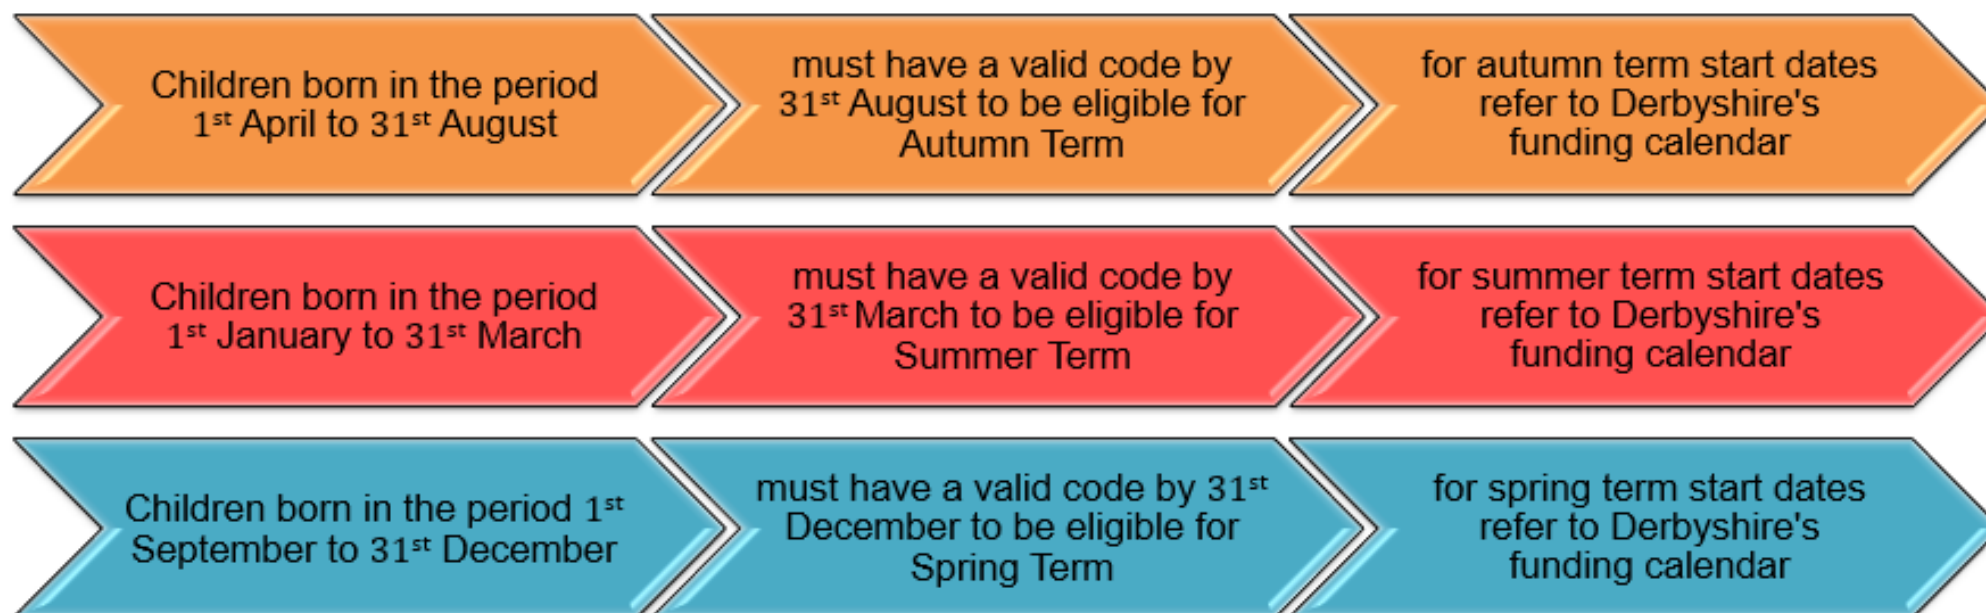 Children born in the period
1st April to 31st August
must have a valid code by
31st August to be eligible for
Autumn Term
for autumn term start dates
refer to Derbyshire's
funding calendar
Children born in the period
1st January to 31st March
must have a valid code by
31st March to be eligible for
Summer Term
for summer term start dates
refer to Derbyshire's
funding calendar
Children born in the period 1st
September to 31st December
must have a valid code by 31st
December to be eligible for
Spring Term
for spring term start dates
refer to Derbyshire's
funding calendar